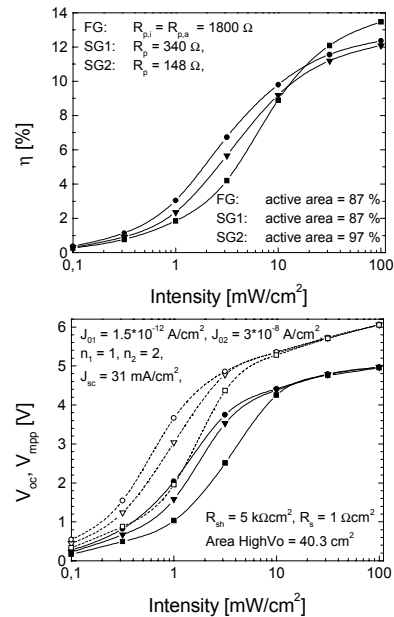 FG: R_p,i = R_p,a = 1800 Ω
SG1: R_p = 340 Ω,
SG2: R_p = 148 Ω,
14
12
10
8
6
4
2
0
η [%]
FG: active area = 87 %
SG1: active area = 87 %
SG2: active area = 97 %
0,1 1 10 100
Intensity [mW/cm²]
J_01 = 1.5*10^-12 A/cm², J_02 = 3*10^-8 A/cm²
n_1 = 1, n_2 = 2,
J_sc = 31 mA/cm²,
6
5
4
3
2
1
0
V_oc, V_mpp [V]
R_sh = 5 kΩcm², R_s = 1 Ωcm²
Area HighVo = 40.3 cm²
0,1 1 10 100
Intensity [mW/cm²]